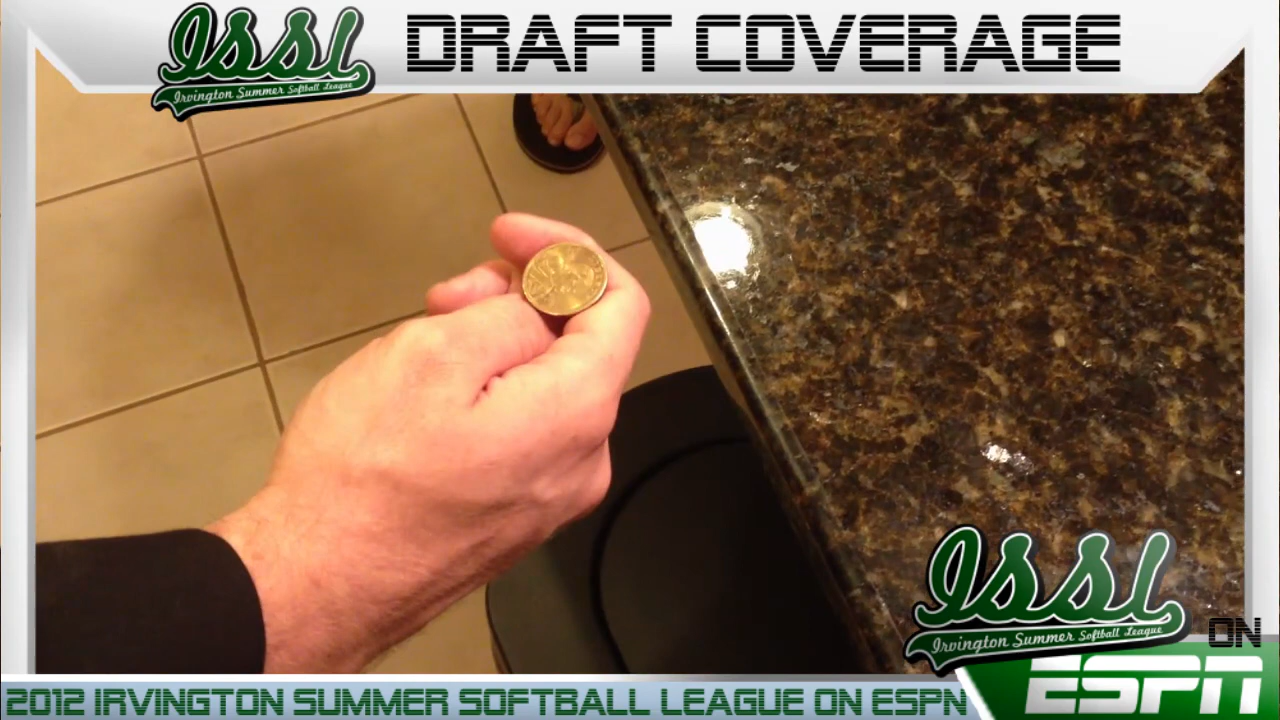 ISSL
Irvington Summer Softball League
DRAFT COVERAGE
ISSL
Irvington Summer Softball League
ON
ESPN
2012 IRVINGTON SUMMER SOFTBALL LEAGUE ON ESPN